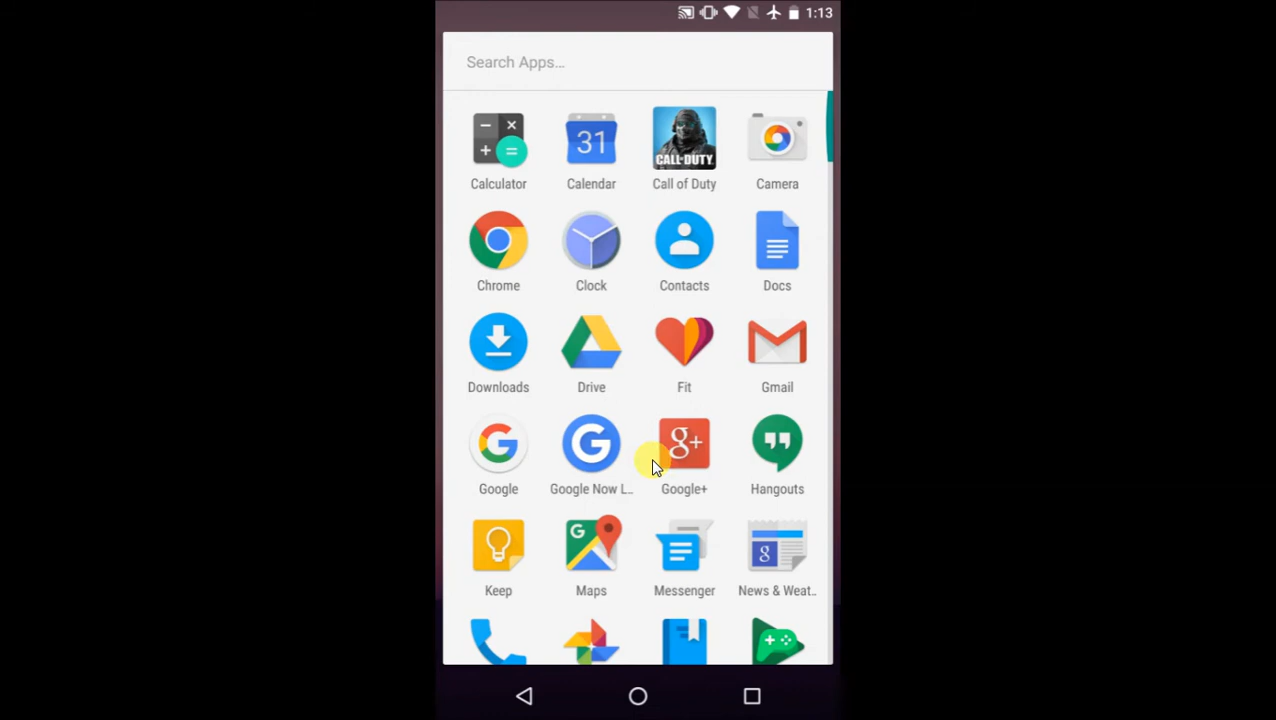 1:13
Search Apps...
31
CALL·DUTY
Calculator Calendar Call of Duty Camera
Chrome Clock Contacts Docs
Downloads Drive Fit Gmail
G G g+
Google Google Now L... Google+ Hangouts
G g
Keep Maps Messenger News & Weat..